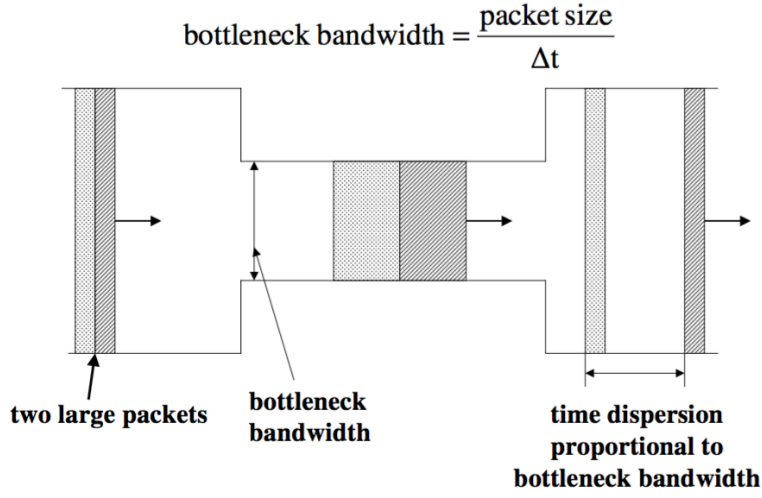 bottleneck bandwidth = packet size / Δt
two large packets
bottleneck
bandwidth
time dispersion
proportional to
bottleneck bandwidth